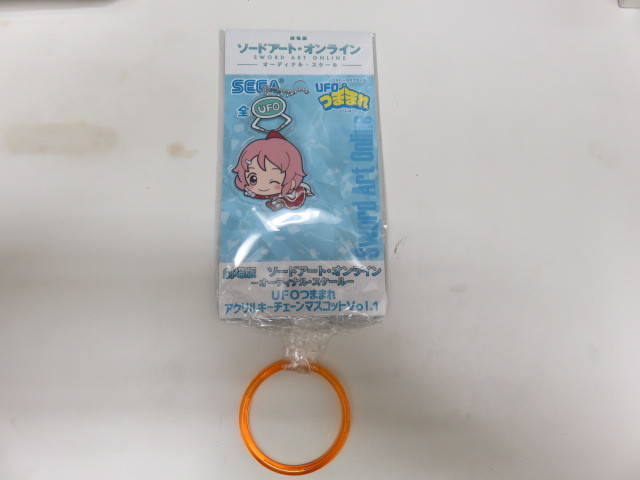 劇場版
ソードアート・オンライン
SWORD ART ONLINE
－オーディナル・スケール－
SEGA
UFO
つままれ
全
UFO
Sword Art Online
劇場版 ソードアート・オンライン
－オーディナル・スケール－
UFOつままれ
アクリルキーチェーンマスコットVol.1